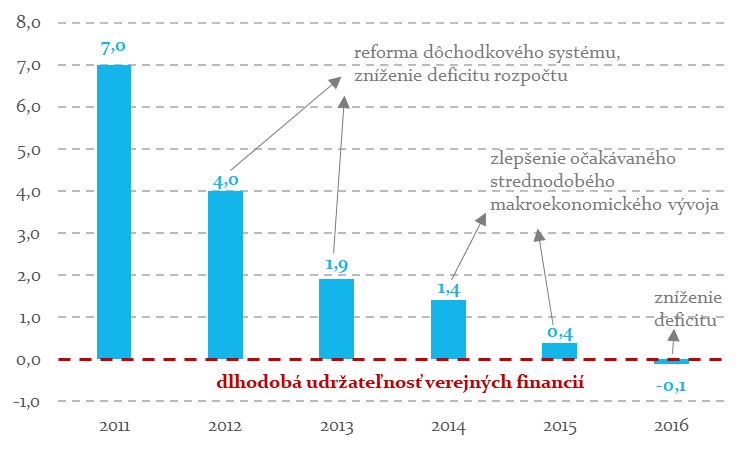 8,0
7,0
6,0
5,0
4,0
3,0
2,0
1,0
0,0
-1,0
7,0
4,0
1,9
1,4
0,4
-0,1
reforma dôchodkového systému,
zníženie deficitu rozpočtu
zlepšenie očakávaného
strednodobého
makroekonomického vývoja
zníženie
deficitu
dlhodobá udržateľnosť verejných financií
2011
2012
2013
2014
2015
2016